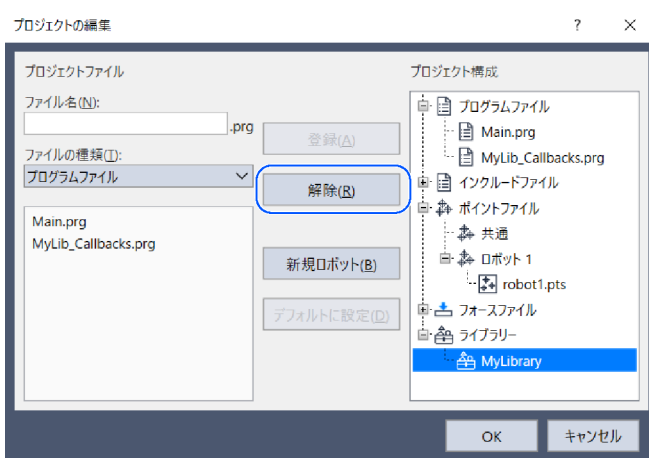 プロジェクトの編集
?
×
プロジェクトファイル
ファイル名(N):
.prg
ファイルの種類(T):
プログラムファイル
Main.prg
MyLib_Callbacks.prg
登録(A)
解除(R)
新規ロボット(B)
デフォルトに設定(D)
プロジェクト構成
プログラムファイル
Main.prg
MyLib_Callbacks.prg
インクルードファイル
ポイントファイル
共通
ロボット 1
robot1.pts
フォースファイル
ライブラリー
MyLibrary
OK
キャンセル